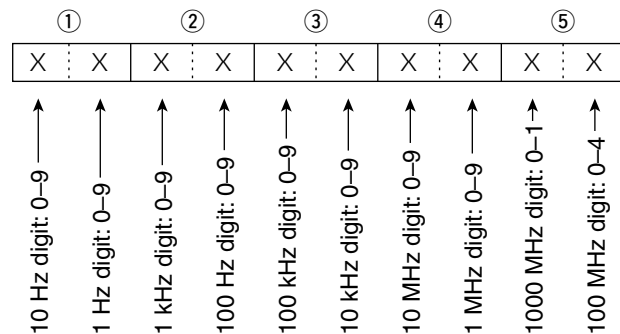 ① ② ③ ④ ⑤
X X X X X X X X X X
10 Hz digit: 0–9
1 Hz digit: 0–9
1 kHz digit: 0–9
100 Hz digit: 0–9
100 kHz digit: 0–9
10 kHz digit: 0–9
10 MHz digit: 0–9
1 MHz digit: 0–9
1000 MHz digit: 0–1
100 MHz digit: 0–4